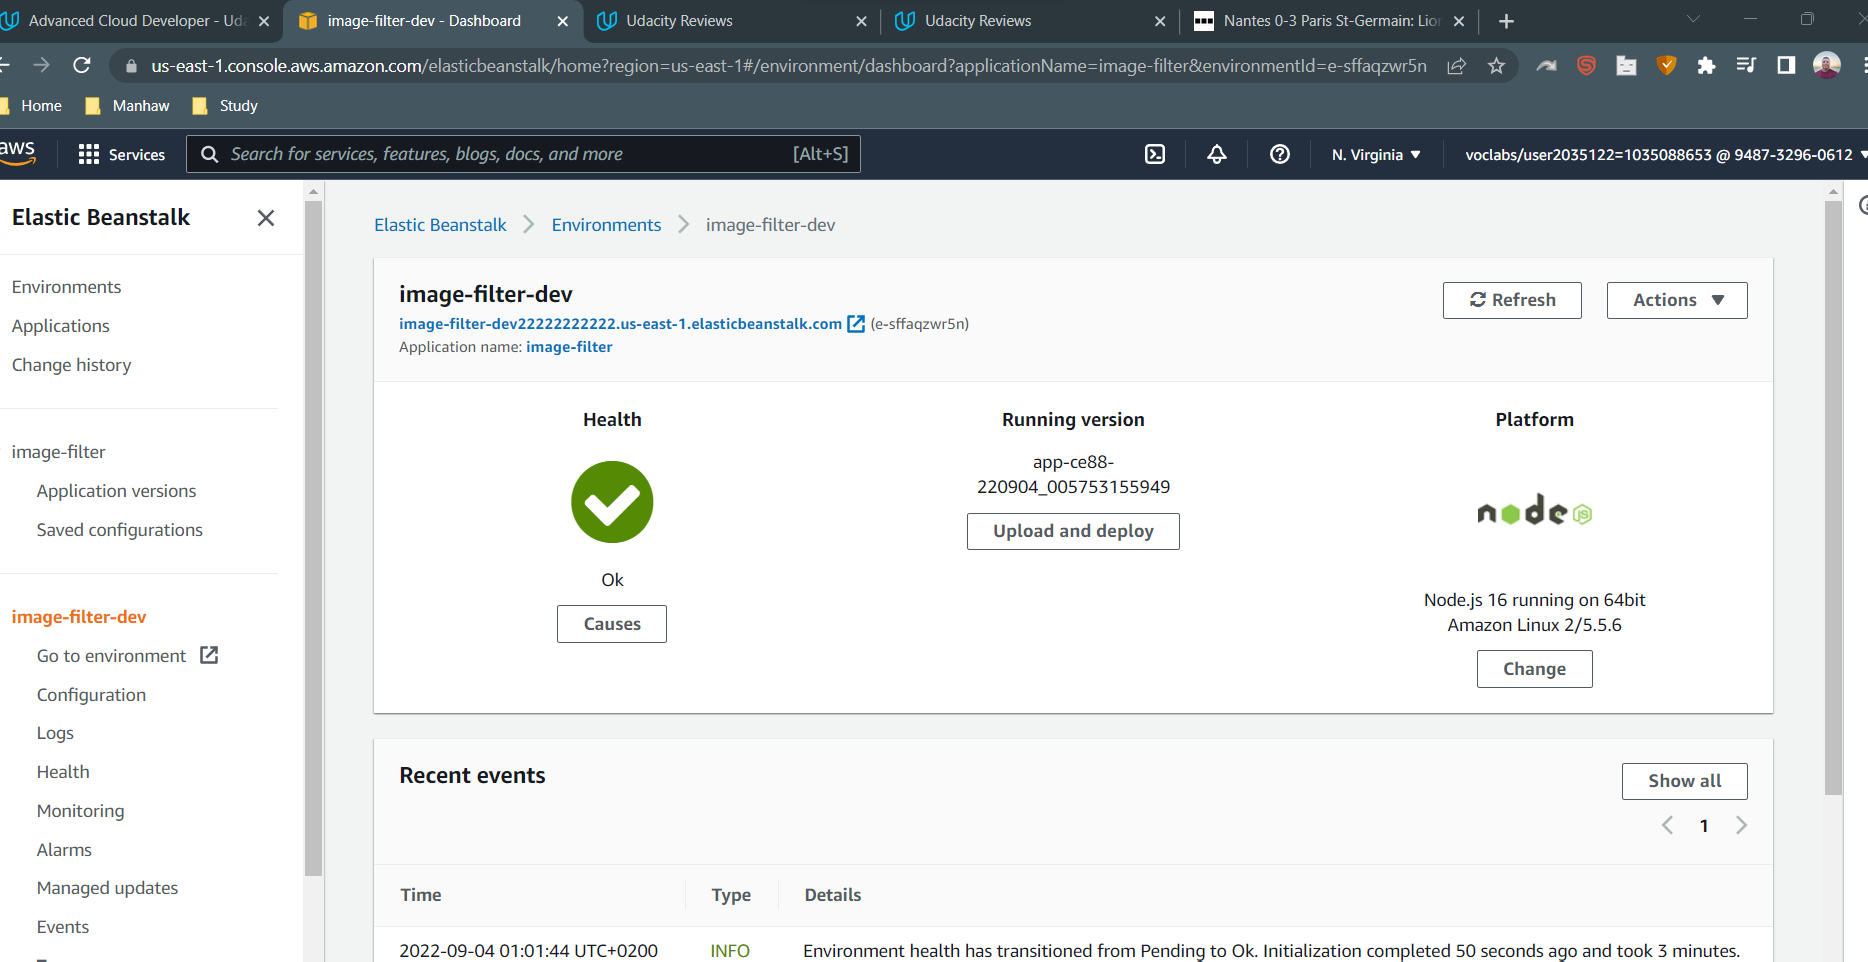 Advanced Cloud Developer - Uda
image-filter-dev - Dashboard
Udacity Reviews
Udacity Reviews
Nantes 0-3 Paris St-Germain: Lion
us-east-1.console.aws.amazon.com/elasticbeanstalk/home?region=us-east-1#/environment/dashboard?applicationName=image-filter&environmentId=e-sffaqzwr5n
Home
Manhaw
Study
aws
Services
Search for services, features, blogs, docs, and more
[Alt+S]
N. Virginia
voclabs/user2035122=1035088653 @ 9487-3296-0612
Elastic Beanstalk
Environments
Applications
Change history
image-filter
Application versions
Saved configurations
image-filter-dev
Go to environment
Configuration
Logs
Health
Monitoring
Alarms
Managed updates
Events
Elastic Beanstalk
Environments
image-filter-dev
image-filter-dev
image-filter-dev22222222222.us-east-1.elasticbeanstalk.com (e-sffaqzwr5n)
Application name: image-filter
Refresh
Actions
Health
Ok
Causes
Running version
app-ce88-
220904_005753155949
Upload and deploy
Platform
node JS
Node.js 16 running on 64bit
Amazon Linux 2/5.5.6
Change
Recent events
Show all
1
Time
Type
Details
2022-09-04 01:01:44 UTC+0200
INFO
Environment health has transitioned from Pending to Ok. Initialization completed 50 seconds ago and took 3 minutes.